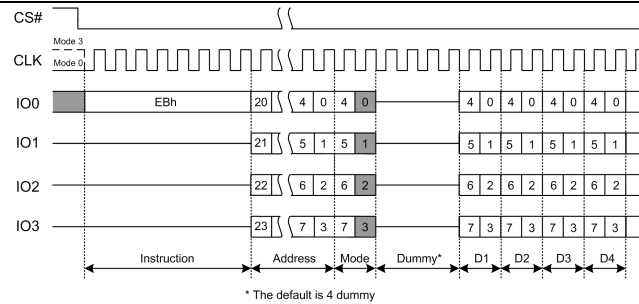 CS#
Mode 3
CLK Mode 0
IO0 EBh 20 4 0 4 0 4 0 4 0 4 0 4 0
IO1 21 5 1 5 1 5 1 5 1 5 1 5 1
IO2 22 6 2 6 2 6 2 6 2 6 2 6 2
IO3 23 7 3 7 3 7 3 7 3 7 3 7 3
Instruction Address Mode Dummy* D1 D2 D3 D4
* The default is 4 dummy